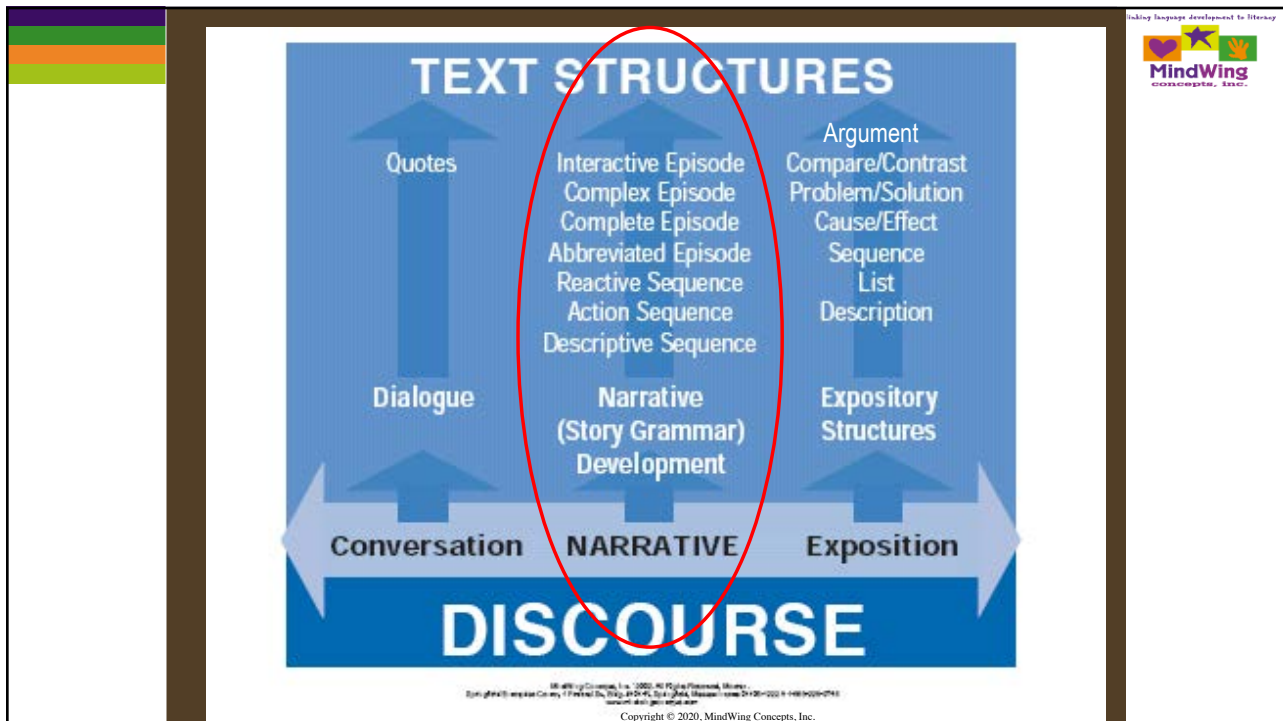 linking language development to literacy
MindWing
concepts, inc.
TEXT STRUCTURES
Quotes
Interactive Episode
Complex Episode
Complete Episode
Abbreviated Episode
Reactive Sequence
Action Sequence
Descriptive Sequence
Argument
Compare/Contrast
Problem/Solution
Cause/Effect
Sequence
List
Description
Dialogue
Narrative
(Story Grammar)
Development
Expository
Structures
Conversation
NARRATIVE
Exposition
DISCOURSE
Copyright © 2020, MindWing Concepts, Inc.